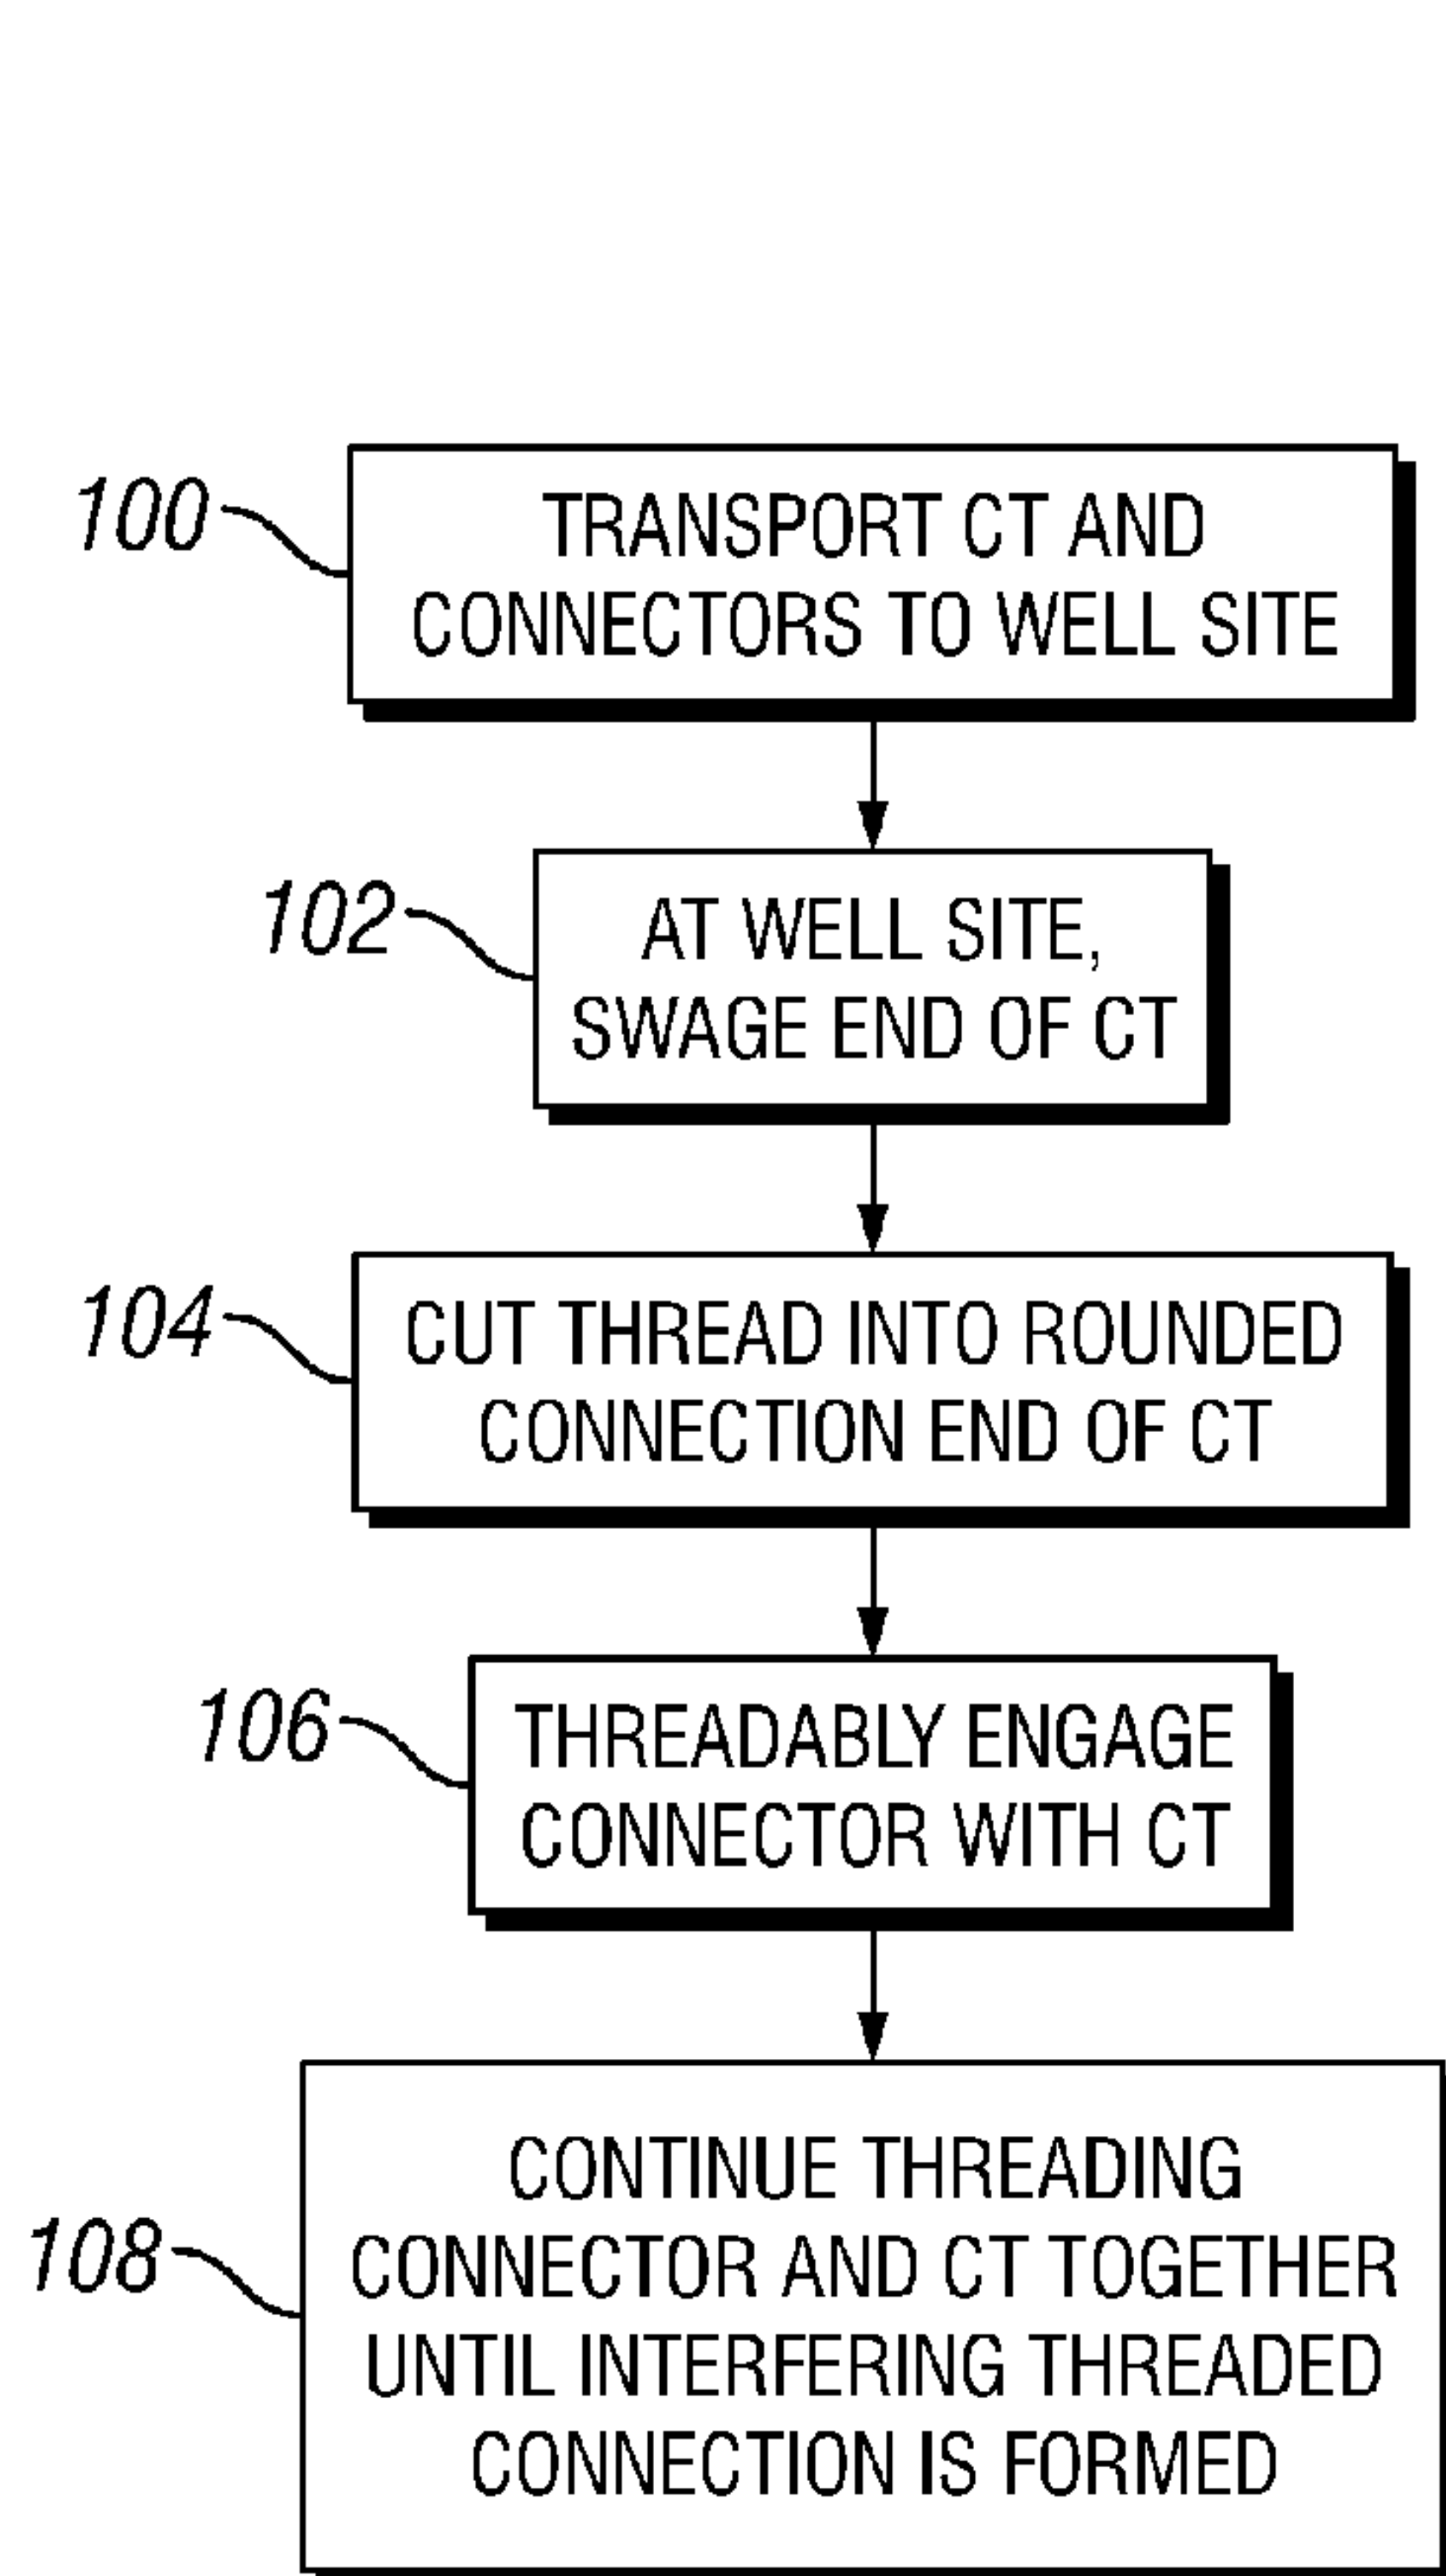 100
TRANSPORT CT AND
CONNECTORS TO WELL SITE
102
AT WELL SITE,
SWAGE END OF CT
104
CUT THREAD INTO ROUNDED
CONNECTION END OF CT
106
THREADABLY ENGAGE
CONNECTOR WITH CT
108
CONTINUE THREADING
CONNECTOR AND CT TOGETHER
UNTIL INTERFERING THREADED
CONNECTION IS FORMED